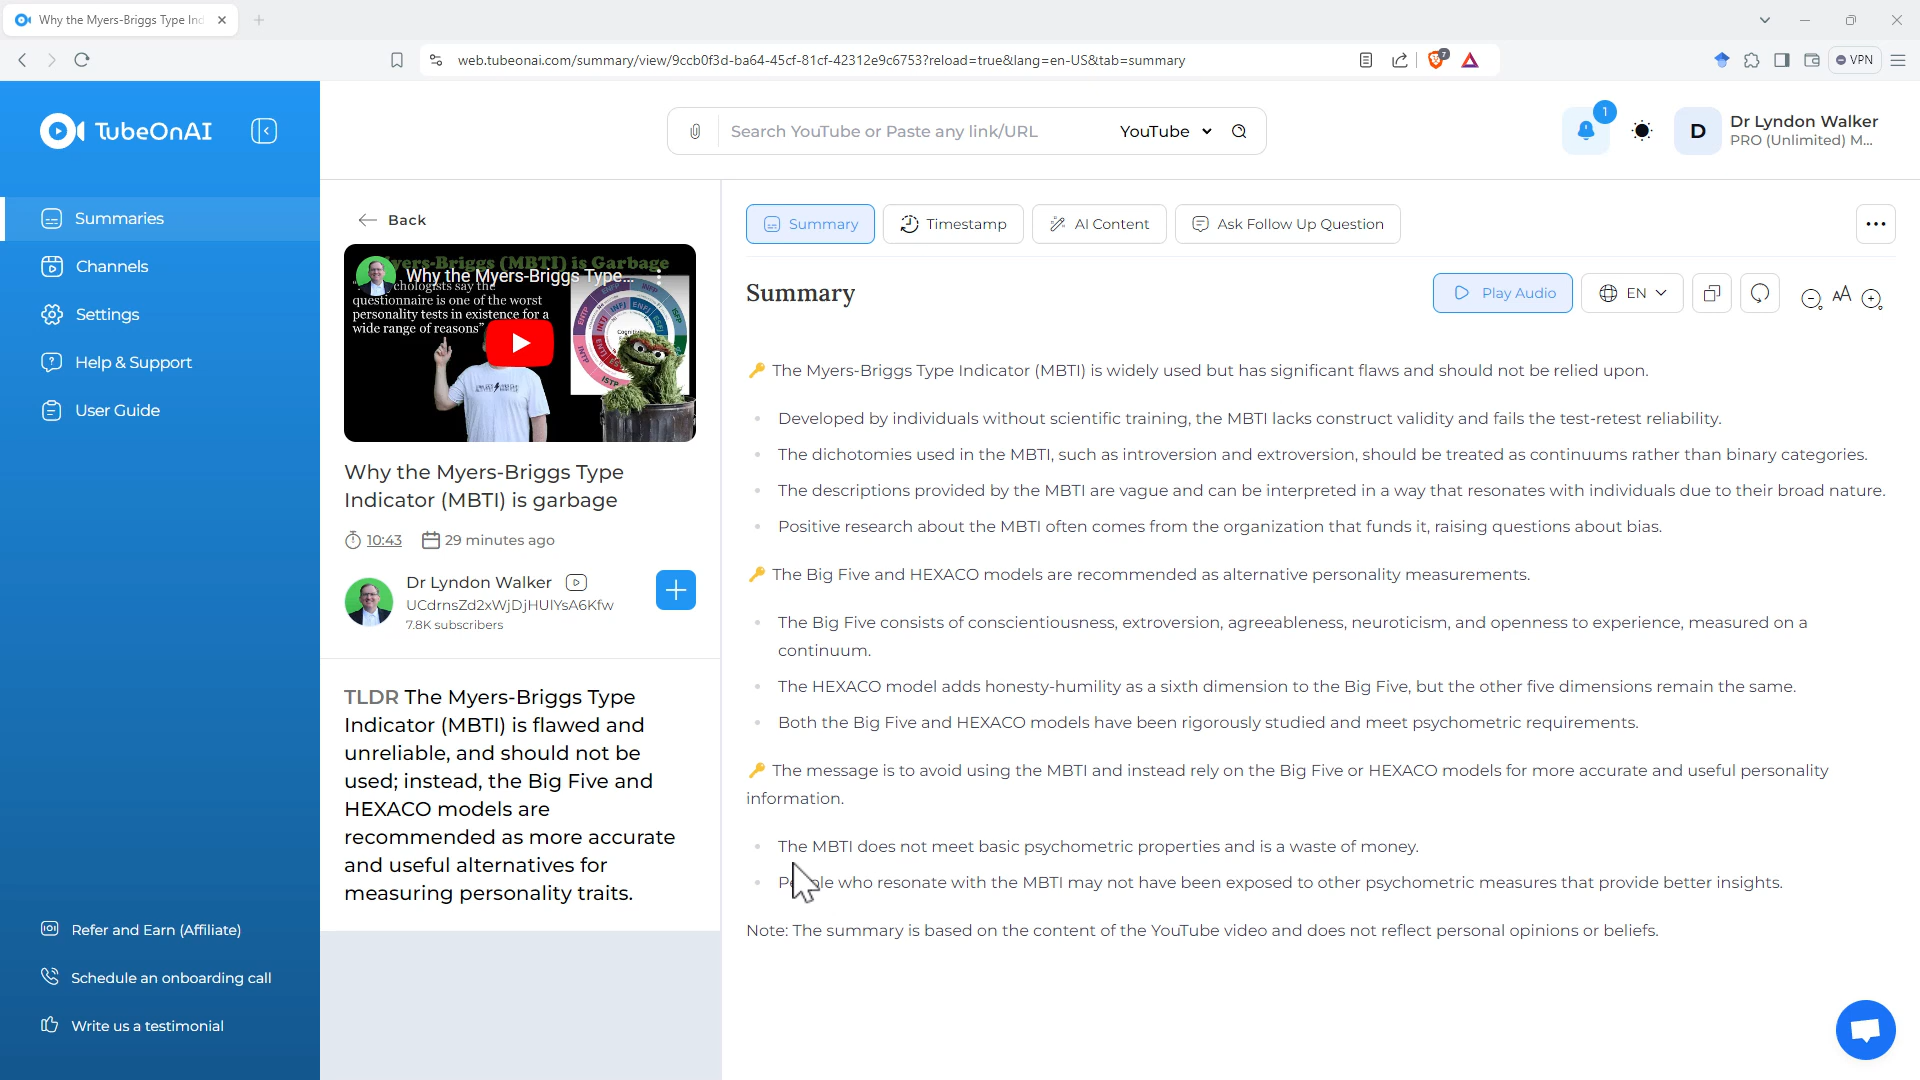 Why the Myers-Briggs Type Ind
web.tubeonai.com/summary/view/9ccb0f3d-ba64-45cf-81cf-42312e9c6753?reload=true&lang=en-US&tab=summary
7
VPN
TubeOnAI
Search YouTube or Paste any link/URL
YouTube
1
D
Dr Lyndon Walker
PRO (Unlimited) M...
Summaries
Channels
Settings
Help & Support
User Guide
Refer and Earn (Affiliate)
Schedule an onboarding call
Write us a testimonial
Back
yers-Briggs (MBTI) is Garbage
Why the Myers-Briggs Type...
chologists say the
questionnaire is one of the worst
personality tests in existence for a
wide range of reasons”
Why the Myers-Briggs Type
Indicator (MBTI) is garbage
10:43
29 minutes ago
Dr Lyndon Walker
UCdrnsZd2xWjDjHUlYsA6Kfw
7.8K subscribers
TLDR The Myers-Briggs Type
Indicator (MBTI) is flawed and
unreliable, and should not be
used; instead, the Big Five and
HEXACO models are
recommended as more accurate
and useful alternatives for
measuring personality traits.
Summary
Timestamp
AI Content
Ask Follow Up Question
Summary
Play Audio
EN
AA
🔑 The Myers-Briggs Type Indicator (MBTI) is widely used but has significant flaws and should not be relied upon.
Developed by individuals without scientific training, the MBTI lacks construct validity and fails the test-retest reliability.
The dichotomies used in the MBTI, such as introversion and extroversion, should be treated as continuums rather than binary categories.
The descriptions provided by the MBTI are vague and can be interpreted in a way that resonates with individuals due to their broad nature.
Positive research about the MBTI often comes from the organization that funds it, raising questions about bias.
🔑 The Big Five and HEXACO models are recommended as alternative personality measurements.
The Big Five consists of conscientiousness, extroversion, agreeableness, neuroticism, and openness to experience, measured on a
continuum.
The HEXACO model adds honesty-humility as a sixth dimension to the Big Five, but the other five dimensions remain the same.
Both the Big Five and HEXACO models have been rigorously studied and meet psychometric requirements.
🔑 The message is to avoid using the MBTI and instead rely on the Big Five or HEXACO models for more accurate and useful personality
information.
The MBTI does not meet basic psychometric properties and is a waste of money.
People who resonate with the MBTI may not have been exposed to other psychometric measures that provide better insights.
Note: The summary is based on the content of the YouTube video and does not reflect personal opinions or beliefs.